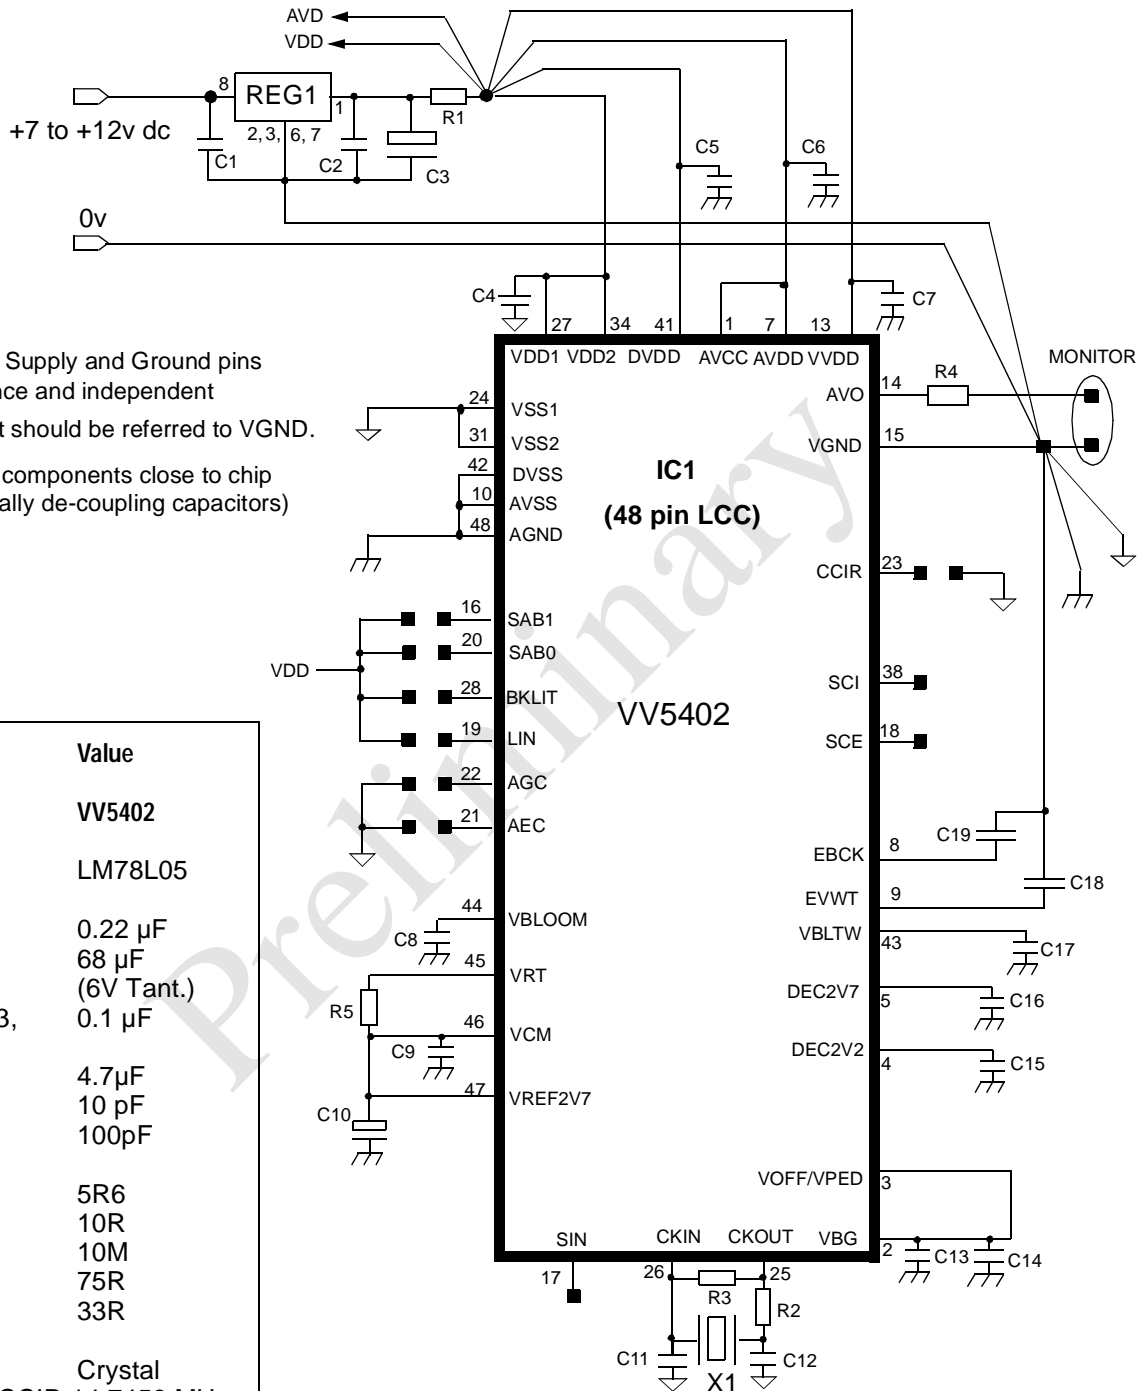 AVD
VDD
8
REG1
1
R1
+7 to +12v dc
2, 3, 6, 7
C1
C2
C3
C5
C6
0v
C4
C7
27
34
41
1
7
13
VDD1
VDD2
DVDD
AVCC
AVDD
VVDD
MONITOR
Supply and Ground pins
nce and independent
t should be referred to VGND.
components close to chip
ally de-coupling capacitors)
24
VSS1
31
VSS2
42
DVSS
10
AVSS
48
AGND
IC1
(48 pin LCC)
AVO
14
R4
VGND
15
CCIR
23
16
SAB1
20
SAB0
VDD
28
BKLIT
19
LIN
22
AGC
21
AEC
VV5402
SCI
38
SCE
18
EBCK
8
C19
EVWT
9
C18
VBLTW
43
C17
DEC2V7
5
C16
DEC2V2
4
C15
44
VBLOOM
C8
45
VRT
R5
46
VCM
C9
47
VREF2V7
C10
VOFF/VPED
3
VBG
2
C13
C14
SIN
17
CKIN
26
CKOUT
25
R3
R2
C11
C12
X1
Preliminary
Value
VV5402
LM78L05
0.22 µF
68 µF
(6V Tant.)
3, 0.1 µF
4.7µF
10 pF
100pF
5R6
10R
10M
75R
33R
Crystal